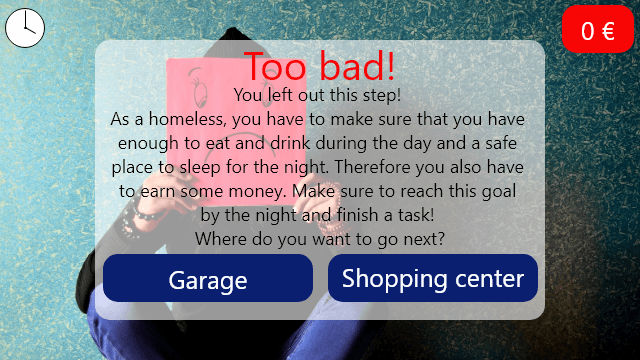 0 €
Too bad!
You left out this step!
As a homeless, you have to make sure that you have
enough to eat and drink during the day and a safe
place to sleep for the night. Therefore you also have
to earn some money. Make sure to reach this goal
by the night and finish a task!
Where do you want to go next?
Garage
Shopping center